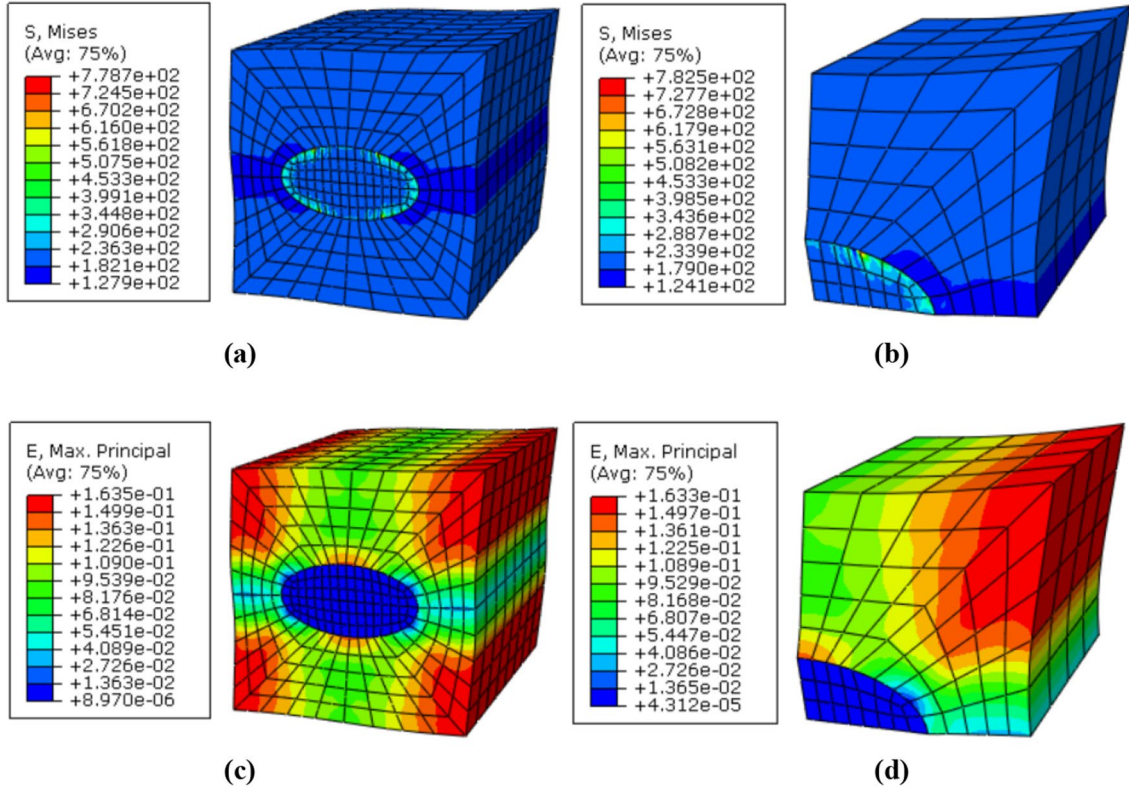 S, Mises
(Avg: 75%)
+7.787e+02
+7.245e+02
+6.702e+02
+6.160e+02
+5.618e+02
+5.075e+02
+4.533e+02
+3.991e+02
+3.448e+02
+2.906e+02
+2.363e+02
+1.821e+02
+1.279e+02
(a)
S, Mises
(Avg: 75%)
+7.825e+02
+7.277e+02
+6.728e+02
+6.179e+02
+5.631e+02
+5.082e+02
+4.533e+02
+3.985e+02
+3.436e+02
+2.887e+02
+2.339e+02
+1.790e+02
+1.241e+02
(b)
E, Max. Principal
(Avg: 75%)
+1.635e-01
+1.499e-01
+1.363e-01
+1.226e-01
+1.090e-01
+9.539e-02
+8.176e-02
+6.814e-02
+5.451e-02
+4.089e-02
+2.726e-02
+1.363e-02
+8.970e-06
(c)
E, Max. Principal
(Avg: 75%)
+1.633e-01
+1.497e-01
+1.361e-01
+1.225e-01
+1.089e-01
+9.529e-02
+8.168e-02
+6.807e-02
+5.447e-02
+4.086e-02
+2.726e-02
+1.365e-02
+4.312e-05
(d)